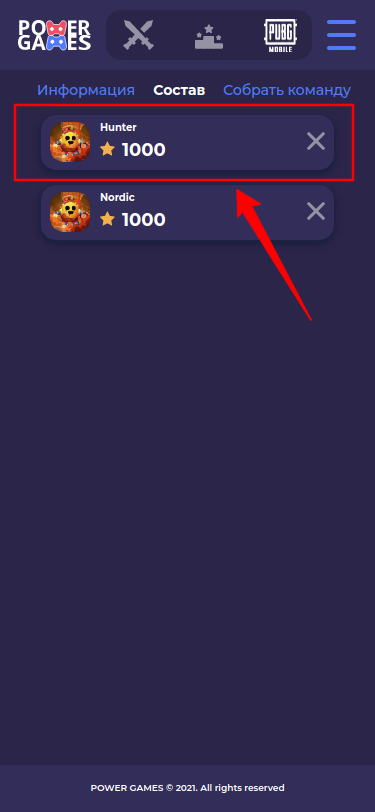 POWER
GAMES
PUBG
MOBILE
Информация Состав Собрать команду
Hunter
1000
Nordic
1000
POWER GAMES © 2021. All rights reserved